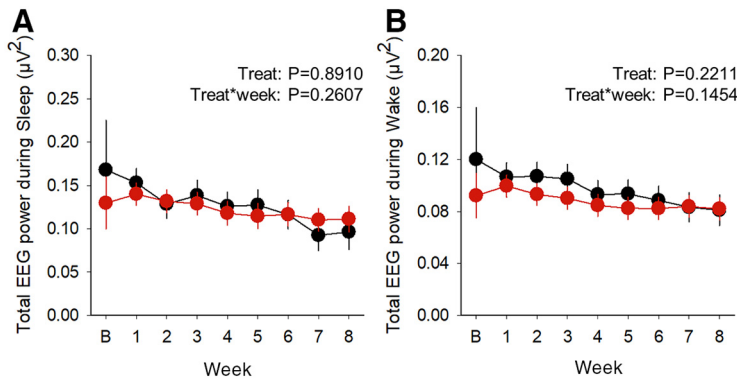 A
Total EEG power during Sleep (µV²)
0.30
0.25
0.20
0.15
0.10
0.05
0.00
Treat: P=0.8910
Treat*week: P=0.2607
B 1 2 3 4 5 6 7 8
Week
B
Total EEG power during Wake (µV²)
0.20
0.16
0.12
0.08
0.04
0.00
Treat: P=0.2211
Treat*week: P=0.1454
B 1 2 3 4 5 6 7 8
Week